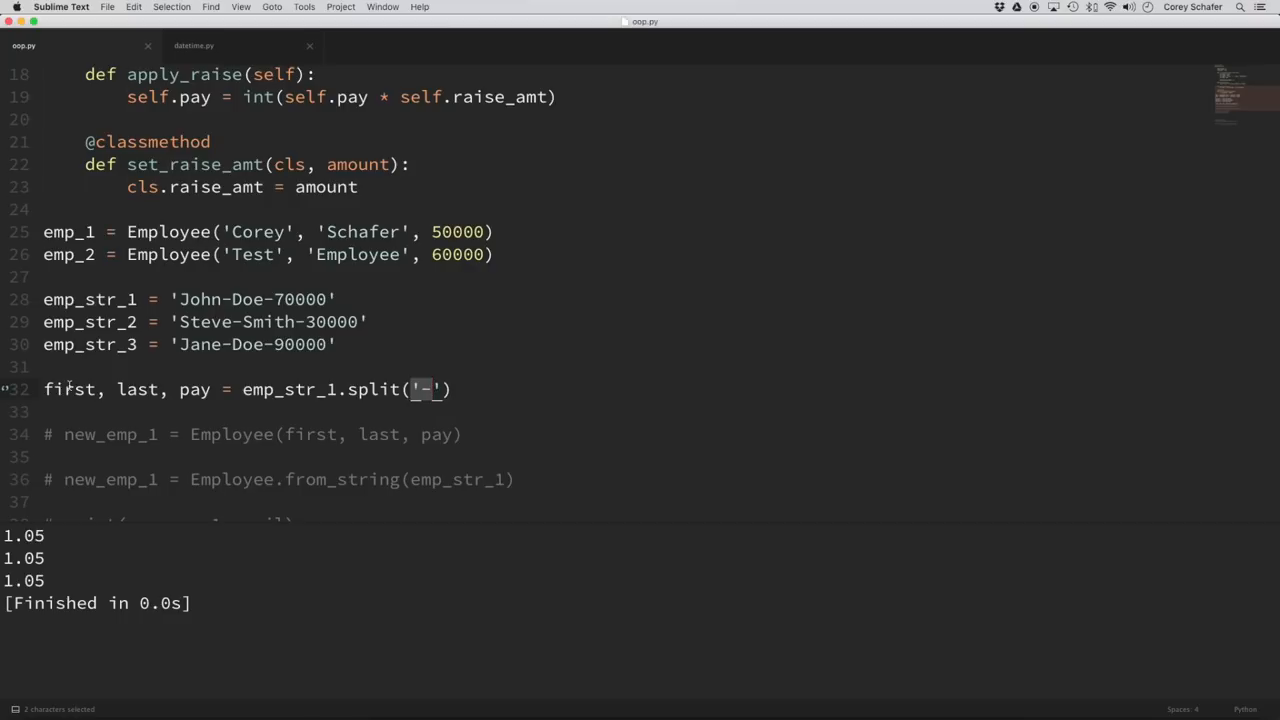 Sublime Text File Edit Selection Find View Goto Tools Project Window Help Corey Schafer
oop.py
oop.py datetime.py
18 def apply_raise(self):
19 self.pay = int(self.pay * self.raise_amt)
20
21 @classmethod
22 def set_raise_amt(cls, amount):
23 cls.raise_amt = amount
24
25 emp_1 = Employee('Corey', 'Schafer', 50000)
26 emp_2 = Employee('Test', 'Employee', 60000)
27
28 emp_str_1 = 'John-Doe-70000'
29 emp_str_2 = 'Steve-Smith-30000'
30 emp_str_3 = 'Jane-Doe-90000'
31
32 first, last, pay = emp_str_1.split('-')
33
34 # new_emp_1 = Employee(first, last, pay)
35
36 # new_emp_1 = Employee.from_string(emp_str_1)
37
1.05
1.05
1.05
[Finished in 0.0s]
2 characters selected Spaces: 4 Python